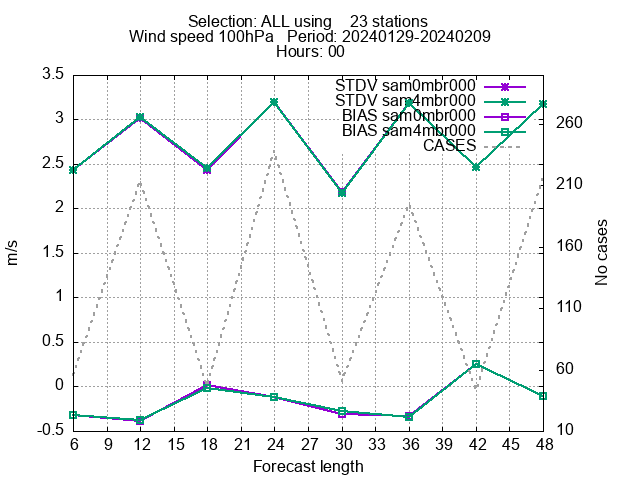 Selection: ALL using 23 stations
Wind speed 100hPa Period: 20240129-20240209
Hours: 00
STDV sam0mbr000
STDV sam4mbr000
BIAS sam0mbr000
BIAS sam4mbr000
CASES
3.5
3
2.5
2
1.5
1
0.5
0
-0.5
m/s
260
210
160
110
60
10
No cases
6 9 12 15 18 21 24 27 30 33 36 39 42 45 48
Forecast length